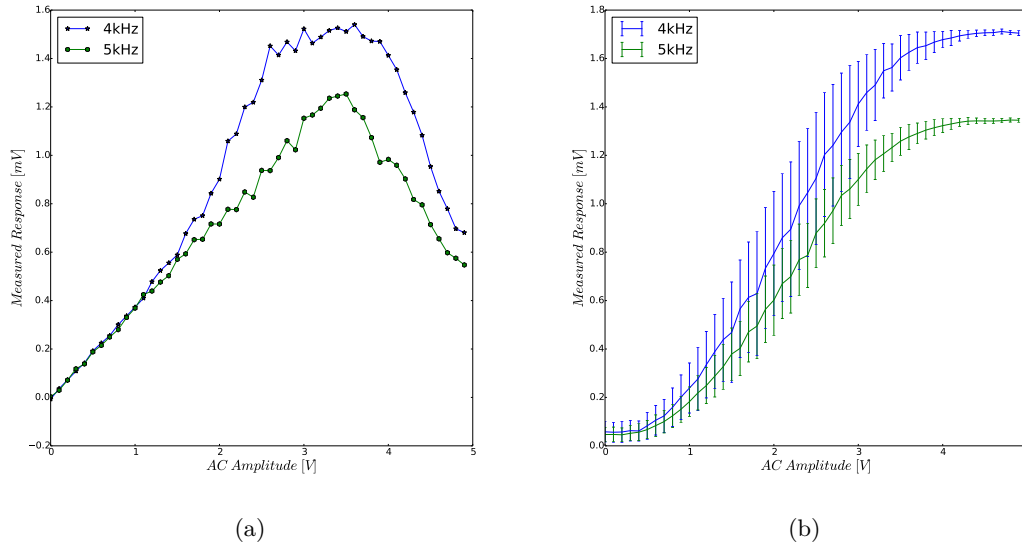 1.6
1.4
1.2
1.0
0.8
0.6
0.4
0.2
0.0
−0.2
Measured Response [mV]
4kHz
5kHz
0 1 2 3 4 5
AC Amplitude [V]
(a)
1.8
1.6
1.4
1.2
1.0
0.8
0.6
0.4
0.2
0.0
Measured Response [mV]
4kHz
5kHz
0 1 2 3 4
AC Amplitude [V]
(b)